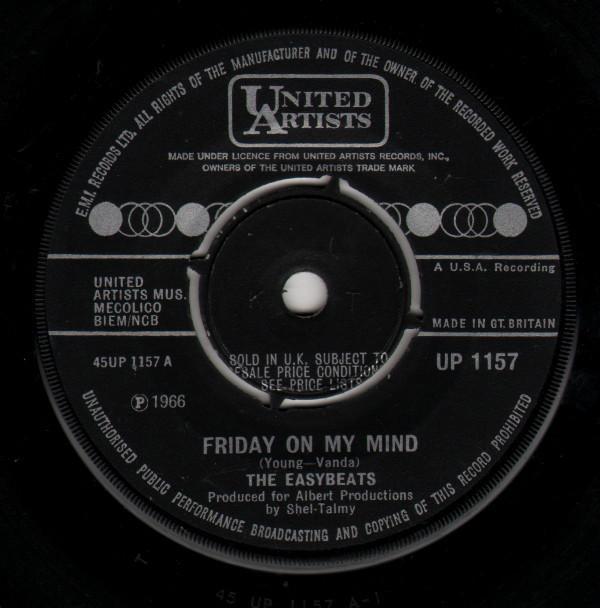 E.M.I. RECORDS LTD. ALL RIGHTS OF THE MANUFACTURER AND OF THE OWNER OF THE RECORDED WORK RESERVED
UNITED
ARTISTS
MADE UNDER LICENCE FROM UNITED ARTISTS RECORDS, INC.,
OWNERS OF THE UNITED ARTISTS TRADE MARK
A U.S.A. Recording
UNITED
ARTISTS MUS.
MECOLICO
BIEM/NCB
K T
MADE IN GT. BRITAIN
45UP 1157 A
SOLD IN U.K. SUBJECT TO
RESALE PRICE CONDITIONS,
SEE PRICE LISTS
UP 1157
Ⓟ 1966
FRIDAY ON MY MIND
(Young—Vanda)
THE EASYBEATS
Produced for Albert Productions
by Shel-Talmy
UNAUTHORISED PUBLIC PERFORMANCE BROADCASTING AND COPYING OF THIS RECORD PROHIBITED
T
45 UP 1157 A-1